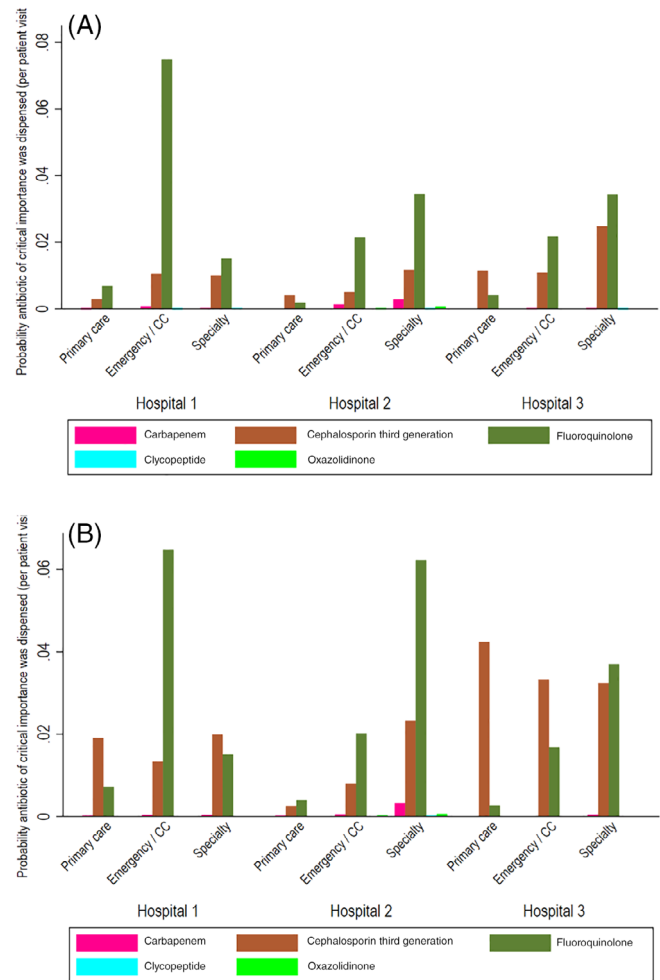 (A)
Probability antibiotic of critical importance was dispensed (per patient visit
.08
.06
.04
.02
0
Primary care
Emergency / CC
Specialty
Primary care
Emergency / CC
Specialty
Primary care
Emergency / CC
Specialty
Hospital 1
Hospital 2
Hospital 3
Carbapenem
Cephalosporin third generation
Fluoroquinolone
Clycopeptide
Oxazolidinone
(B)
Probability antibiotic of critical importance was dispensed (per patient visi
.06
.04
.02
0
Primary care
Emergency / CC
Specialty
Primary care
Emergency / CC
Specialty
Primary care
Emergency / CC
Specialty
Hospital 1
Hospital 2
Hospital 3
Carbapenem
Cephalosporin third generation
Fluoroquinolone
Clycopeptide
Oxazolidinone